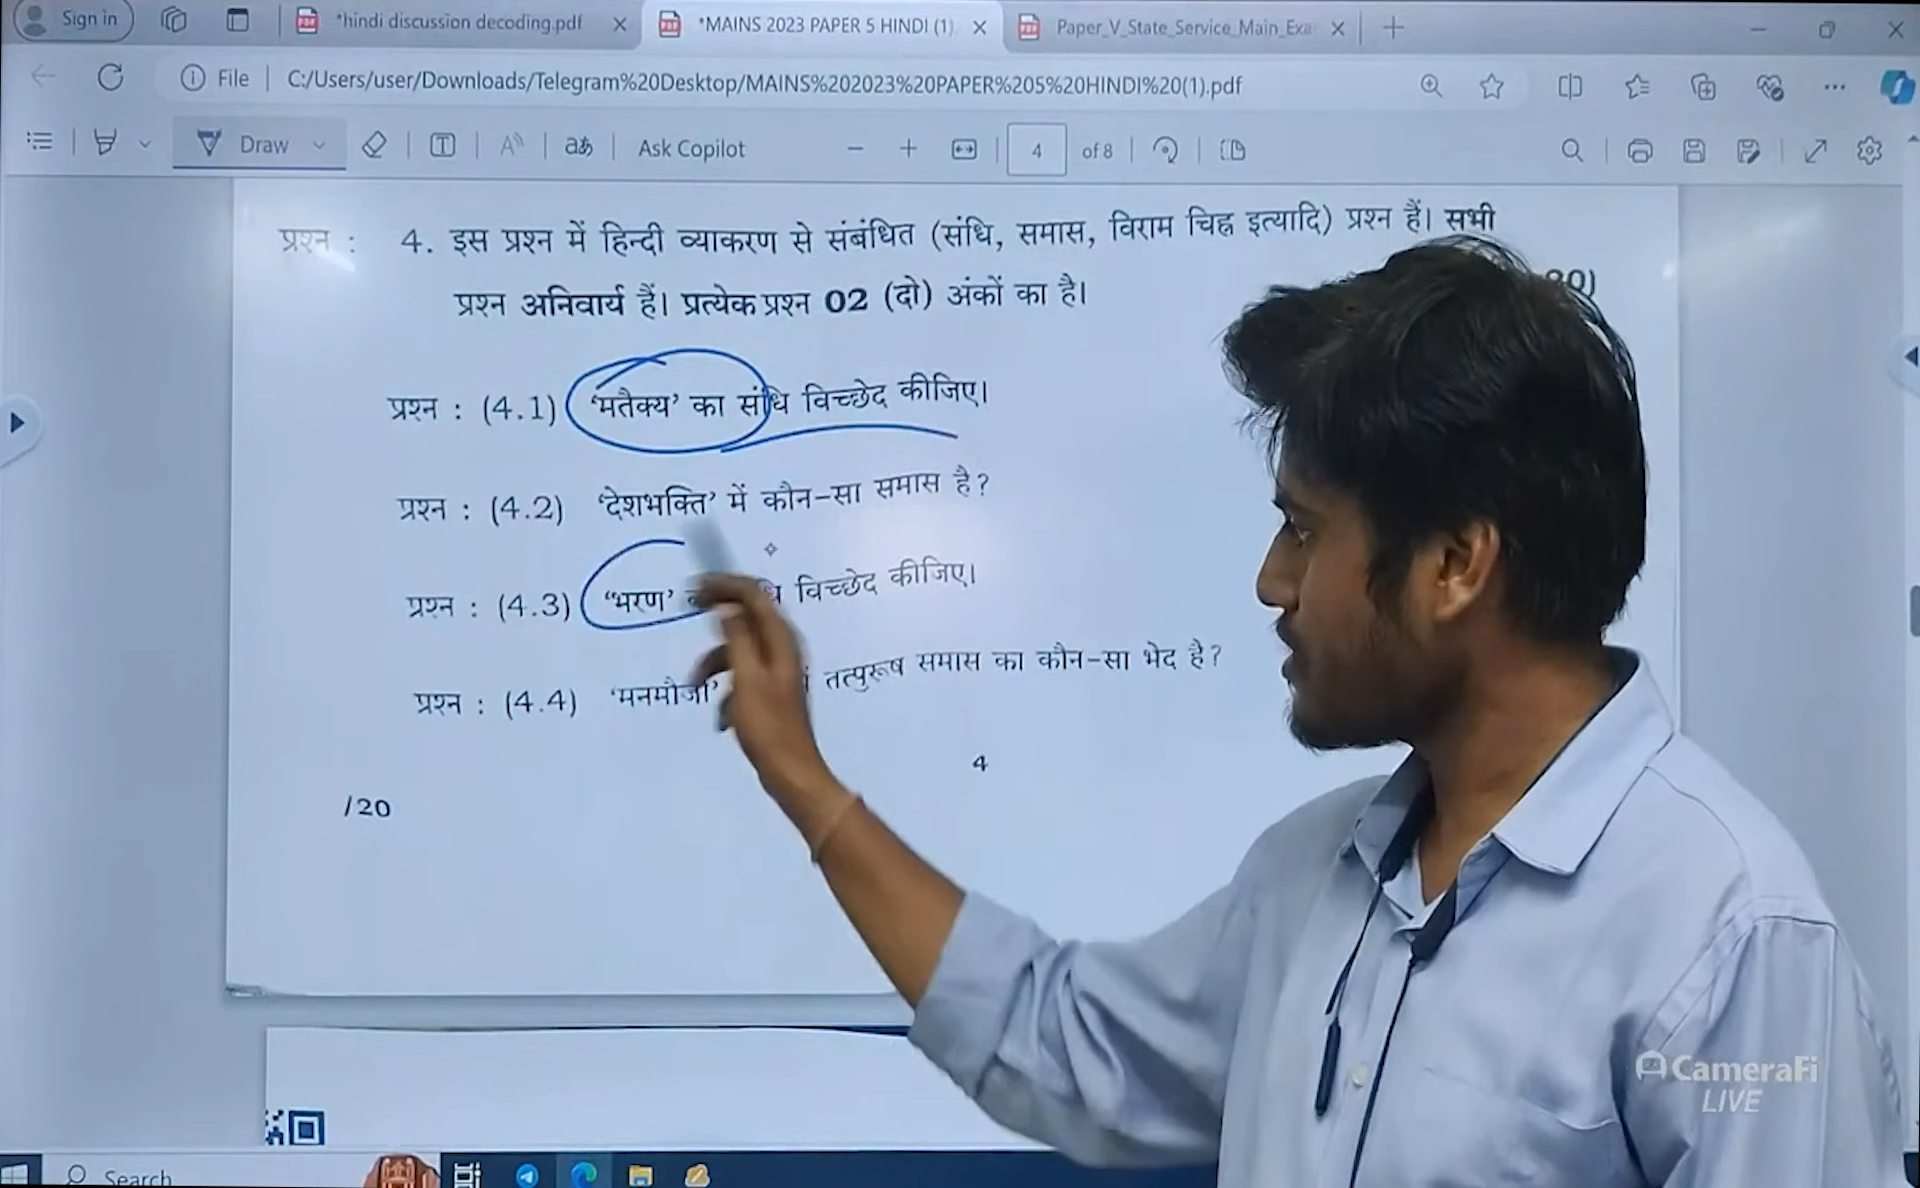 Sign in
*hindi discussion decoding.pdf
*MAINS 2023 PAPER 5 HINDI (1)
Paper_V_State_Service_Main_Exa
File
C:/Users/user/Downloads/Telegram%20Desktop/MAINS%202023%20PAPER%205%20HINDI%20(1).pdf
Draw
aあ
Ask Copilot
4 of 8
प्रश्न : 4. इस प्रश्न में हिन्दी व्याकरण से संबंधित (संधि, समास, विराम चिह्न इत्यादि) प्रश्न हैं। सभी
प्रश्न अनिवार्य हैं। प्रत्येक प्रश्न 02 (दो) अंकों का है।
प्रश्न : (4.1) ‘मतैक्य’ का संधि विच्छेद कीजिए।
प्रश्न : (4.2) ‘देशभक्ति’ में कौन-सा समास है?
प्रश्न : (4.3) “भरण’ विच्छेद कीजिए।
प्रश्न : (4.4) ‘मनमौजी’ तत्पुरूष समास का कौन-सा भेद है?
4
/20
CameraFi
LIVE
Search